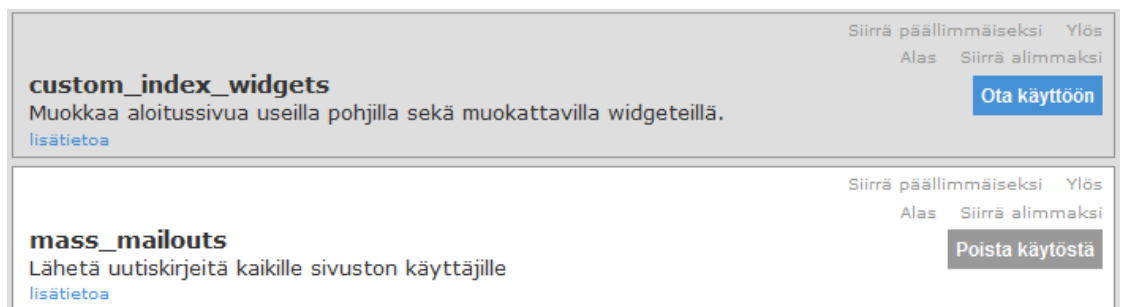 Siirrä päällimmäiseksi Ylös
Alas Siirrä alimmaksi
custom_index_widgets
Ota käyttöön
Muokkaa aloitussivua useilla pohjilla sekä muokattavilla widgeteillä.
lisätietoa
Siirrä päällimmäiseksi Ylös
Alas Siirrä alimmaksi
mass_mailouts
Poista käytöstä
Lähetä uutiskirjeitä kaikille sivuston käyttäjille
lisätietoa